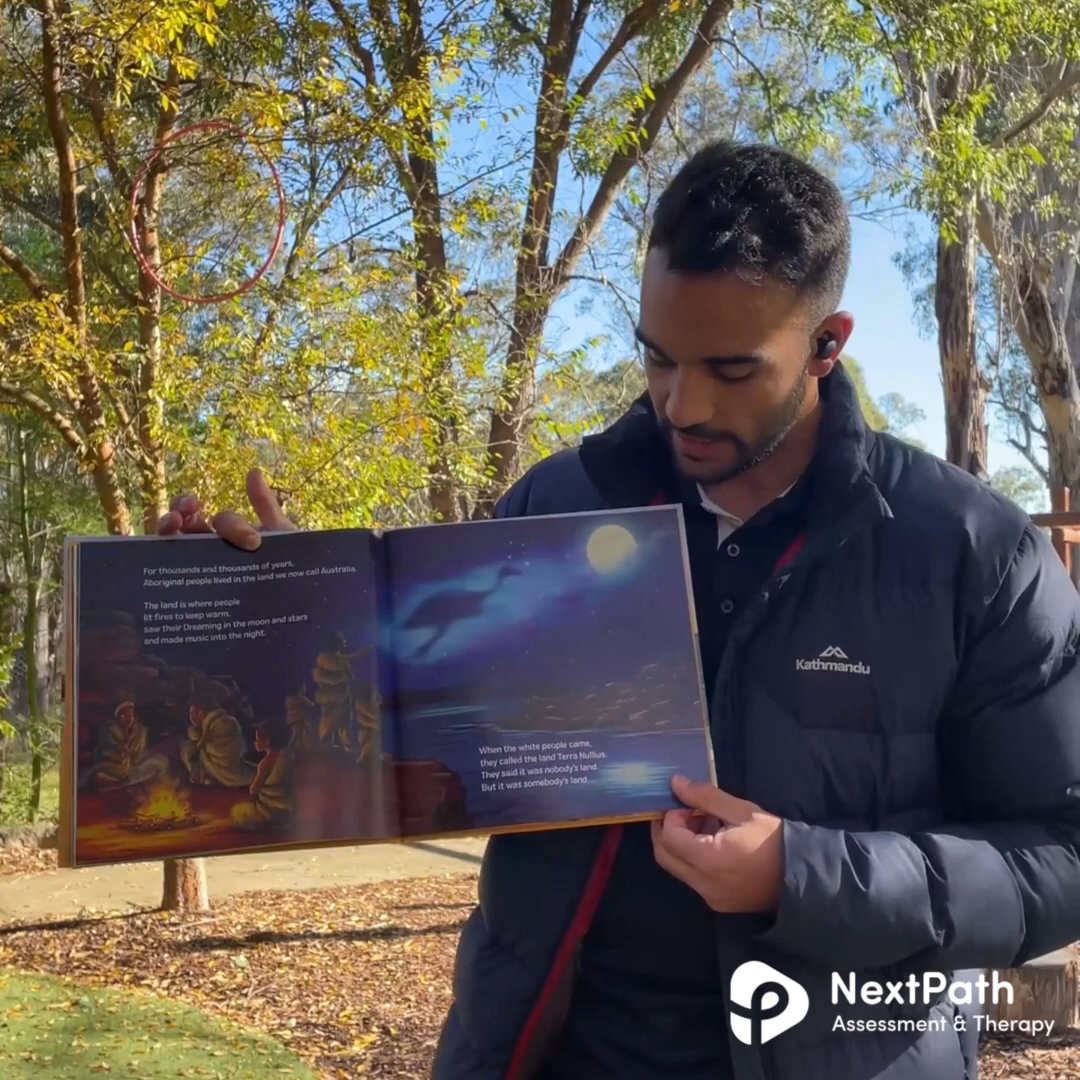 For thousands and thousands of years,
Aboriginal people lived in the land we now call Australia.
The land is where people
lit fires to keep warm,
saw their Dreaming in the moon and stars
and made music into the night.
When the white people came,
they called the land Terra Nullius.
They said it was nobody's land.
But it was somebody's land...
Kathmandu
NextPath
Assessment & Therapy